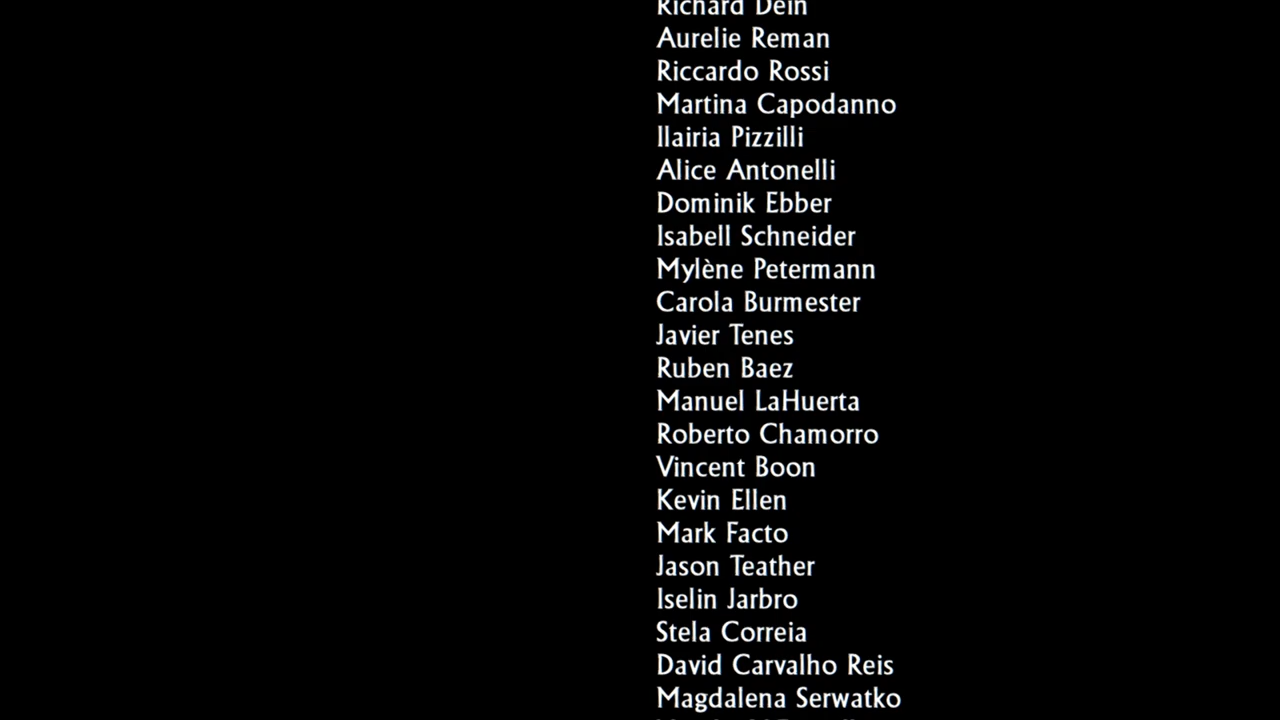 Richard Dein
Aurelie Reman
Riccardo Rossi
Martina Capodanno
Ilairia Pizzilli
Alice Antonelli
Dominik Ebber
Isabell Schneider
Mylène Petermann
Carola Burmester
Javier Tenes
Ruben Baez
Manuel LaHuerta
Roberto Chamorro
Vincent Boon
Kevin Ellen
Mark Facto
Jason Teather
Iselin Jarbro
Stela Correia
David Carvalho Reis
Magdalena Serwatko